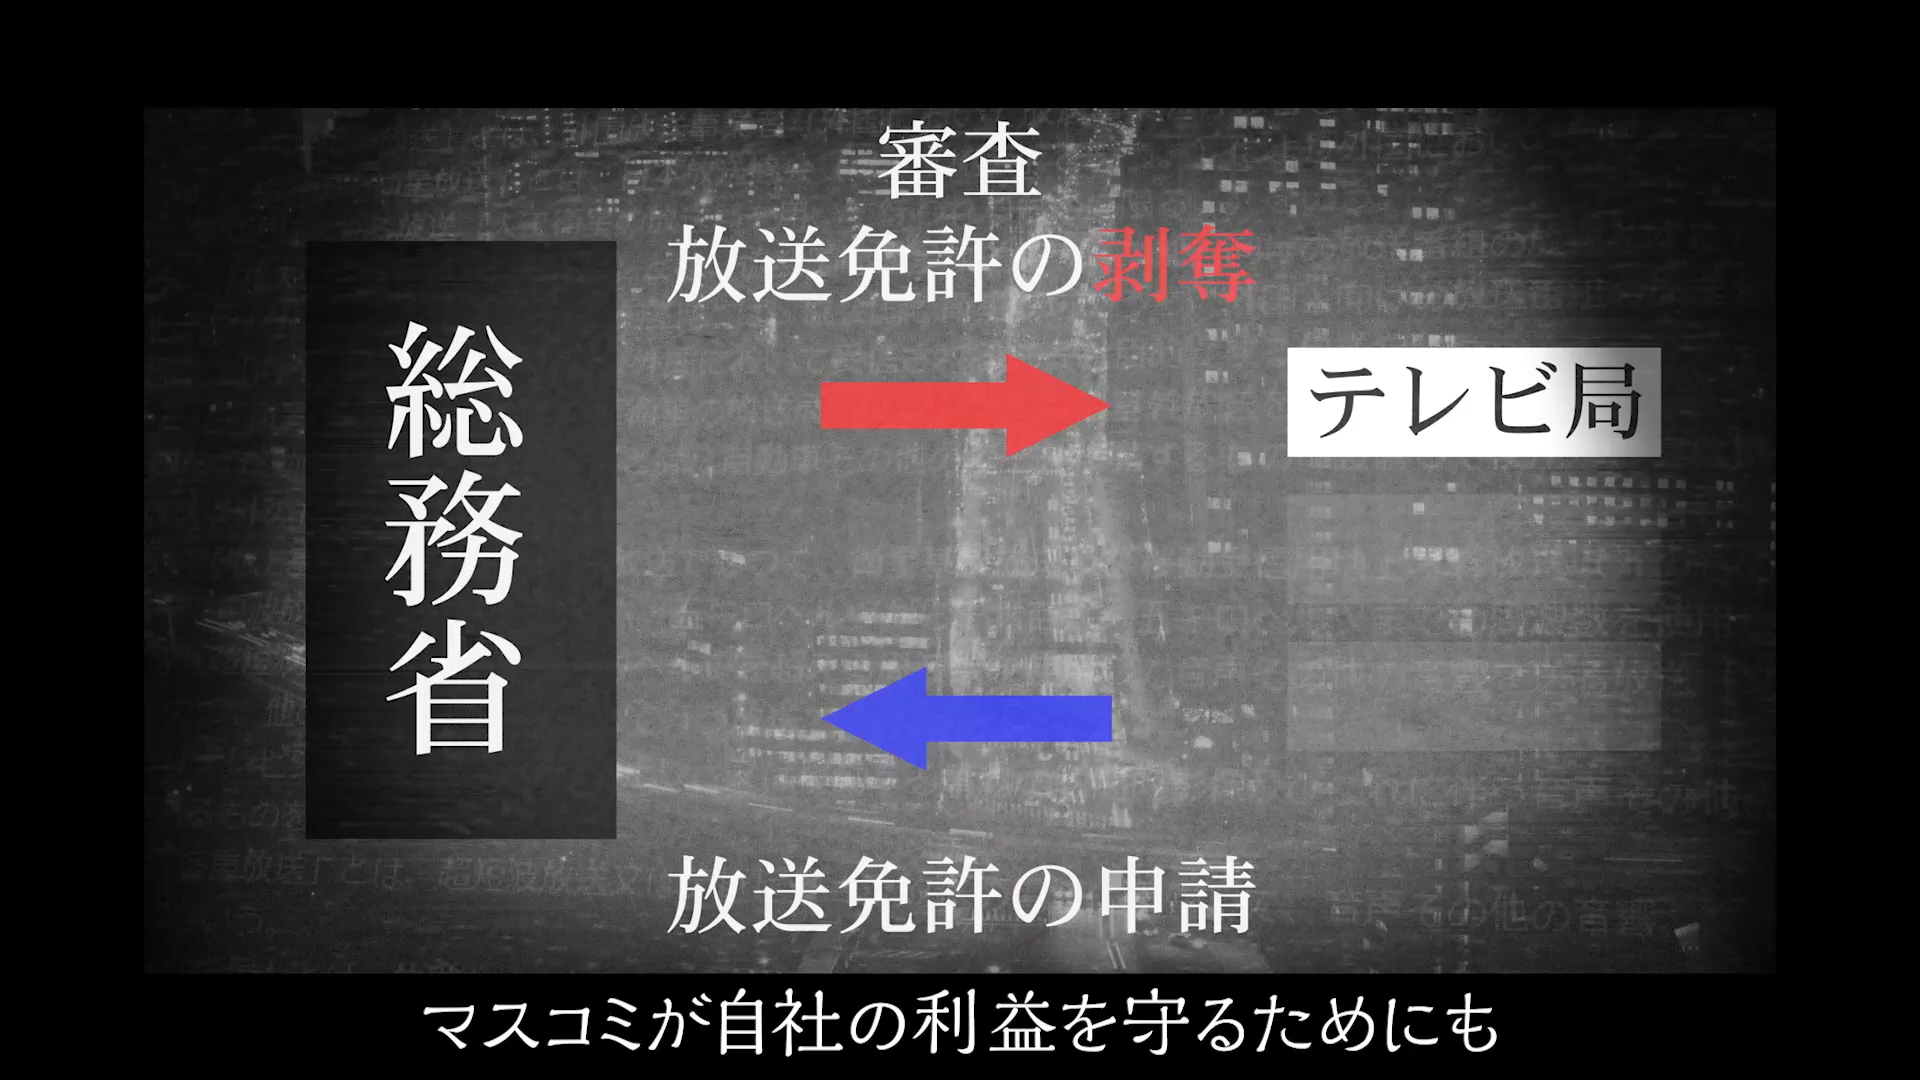 審査
放送免許の剥奪
総務省
テレビ局
放送免許の申請
マスコミが自社の利益を守るためにも